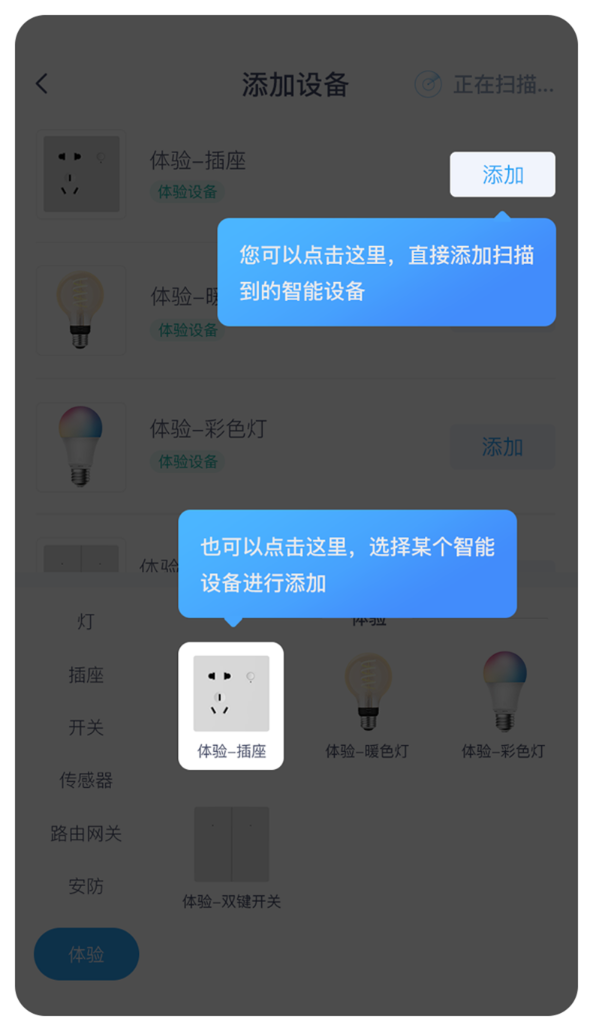 添加设备
正在扫描...
体验-插座
体验设备
添加
您可以点击这里，直接添加扫描
到的智能设备
体验-暖
体验设备
体验-彩色灯
体验设备
添加
体验
也可以点击这里，选择某个智能
设备进行添加
体验
灯
插座
开关
传感器
路由网关
安防
体验
体验-插座
体验-暖色灯
体验-彩色灯
体验-双键开关